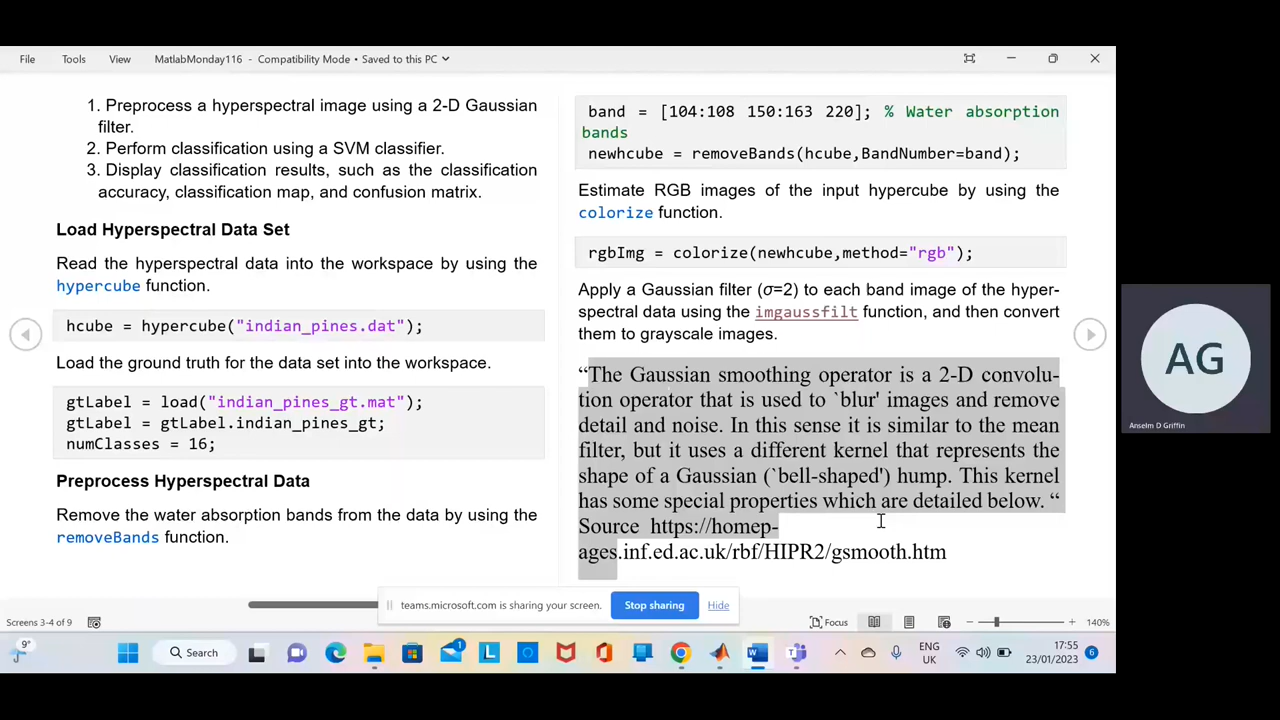 File Tools View MatlabMonday116 - Compatibility Mode • Saved to this PC
1. Preprocess a hyperspectral image using a 2-D Gaussian
filter.
2. Perform classification using a SVM classifier.
3. Display classification results, such as the classification
accuracy, classification map, and confusion matrix.
Load Hyperspectral Data Set
Read the hyperspectral data into the workspace by using the
hypercube function.
hcube = hypercube("indian_pines.dat");
Load the ground truth for the data set into the workspace.
gtLabel = load("indian_pines_gt.mat");
gtLabel = gtLabel.indian_pines_gt;
numClasses = 16;
Preprocess Hyperspectral Data
Remove the water absorption bands from the data by using the
removeBands function.
band = [104:108 150:163 220]; % Water absorption
bands
newhcube = removeBands(hcube,BandNumber=band);
Estimate RGB images of the input hypercube by using the
colorize function.
rgbImg = colorize(newhcube,method="rgb");
Apply a Gaussian filter (σ=2) to each band image of the hyper-
spectral data using the imgaussfilt function, and then convert
them to grayscale images.
“The Gaussian smoothing operator is a 2-D convolu-
tion operator that is used to `blur' images and remove
detail and noise. In this sense it is similar to the mean
filter, but it uses a different kernel that represents the
shape of a Gaussian (`bell-shaped') hump. This kernel
has some special properties which are detailed below. “
Source https://homep-
ages.inf.ed.ac.uk/rbf/HIPR2/gsmooth.htm
AG
Anselm D Griffin
teams.microsoft.com is sharing your screen. Stop sharing Hide
Screens 3-4 of 9 Focus 140%
9° Search 1 L ENG 17:55
UK 23/01/2023 6